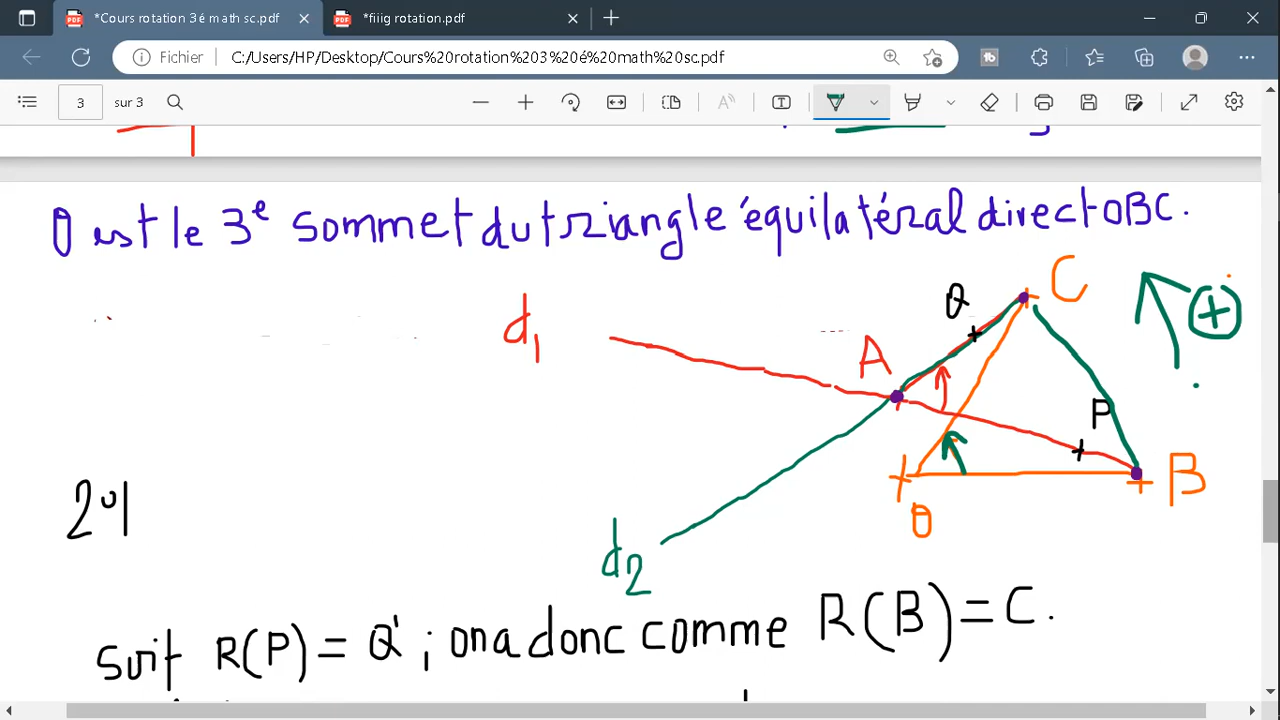 *Cours rotation 3é math sc.pdf
*fiiig rotation.pdf
Fichier
C:/Users/HP/Desktop/Cours%20rotation%203%20é%20math%20sc.pdf
3 sur 3
O est le 3e sommet du triangle équilatéral direct OBC.
C
Q
+
d1
A
P
B
O
2°/
d2
soit R(P) = Q' ; on a donc comme R(B) = C.